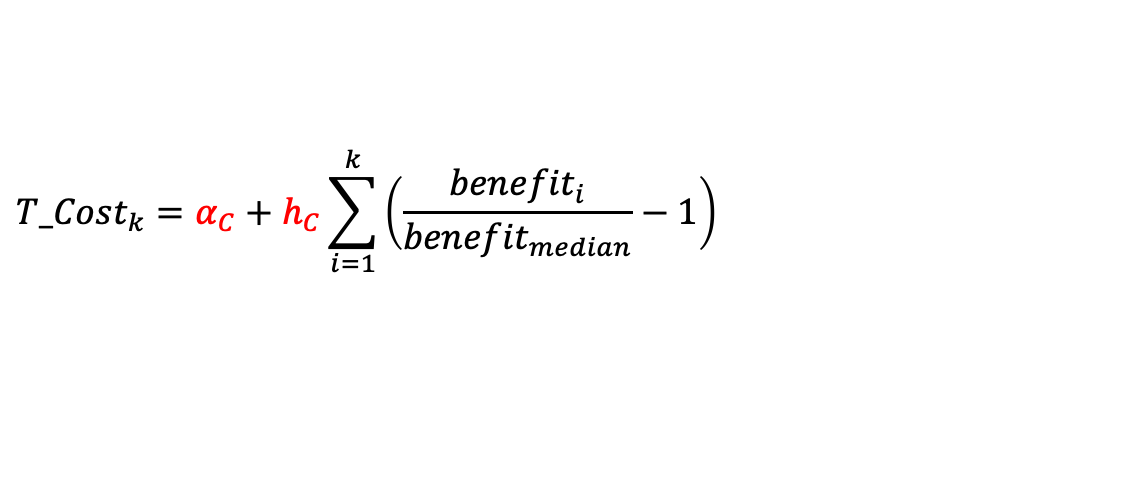 T_Cost_k = α_C + h_C ∑_{i=1}^{k} (benefit_i / benefit_median − 1)